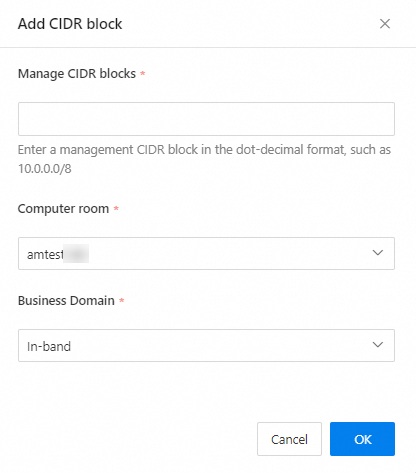 Add CIDR block
Manage CIDR blocks *
Enter a management CIDR block in the dot-decimal format, such as
10.0.0.0/8
Computer room *
amtest
Business Domain *
In-band
Cancel
OK